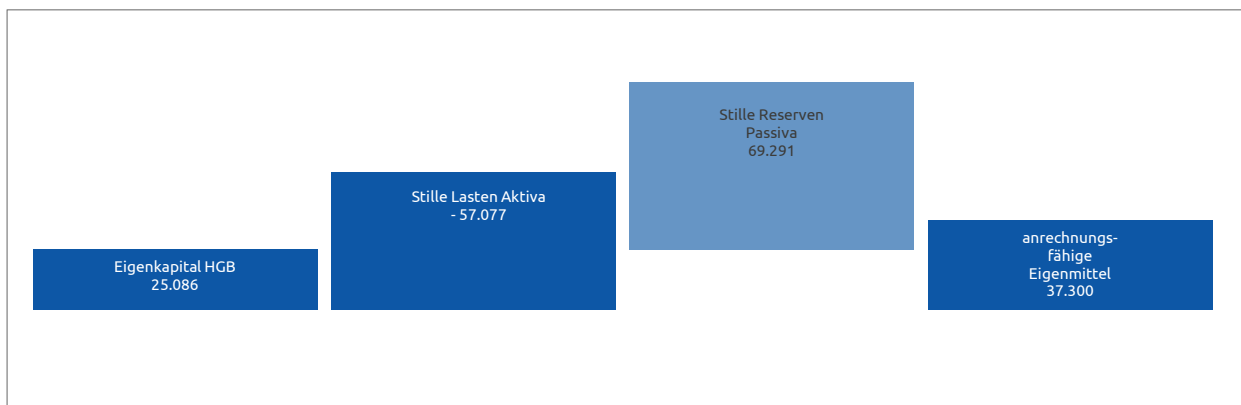 Eigenkapital HGB
25.086
Stille Lasten Aktiva
- 57.077
Stille Reserven
Passiva
69.291
anrechnungs-
fähige
Eigenmittel
37.300